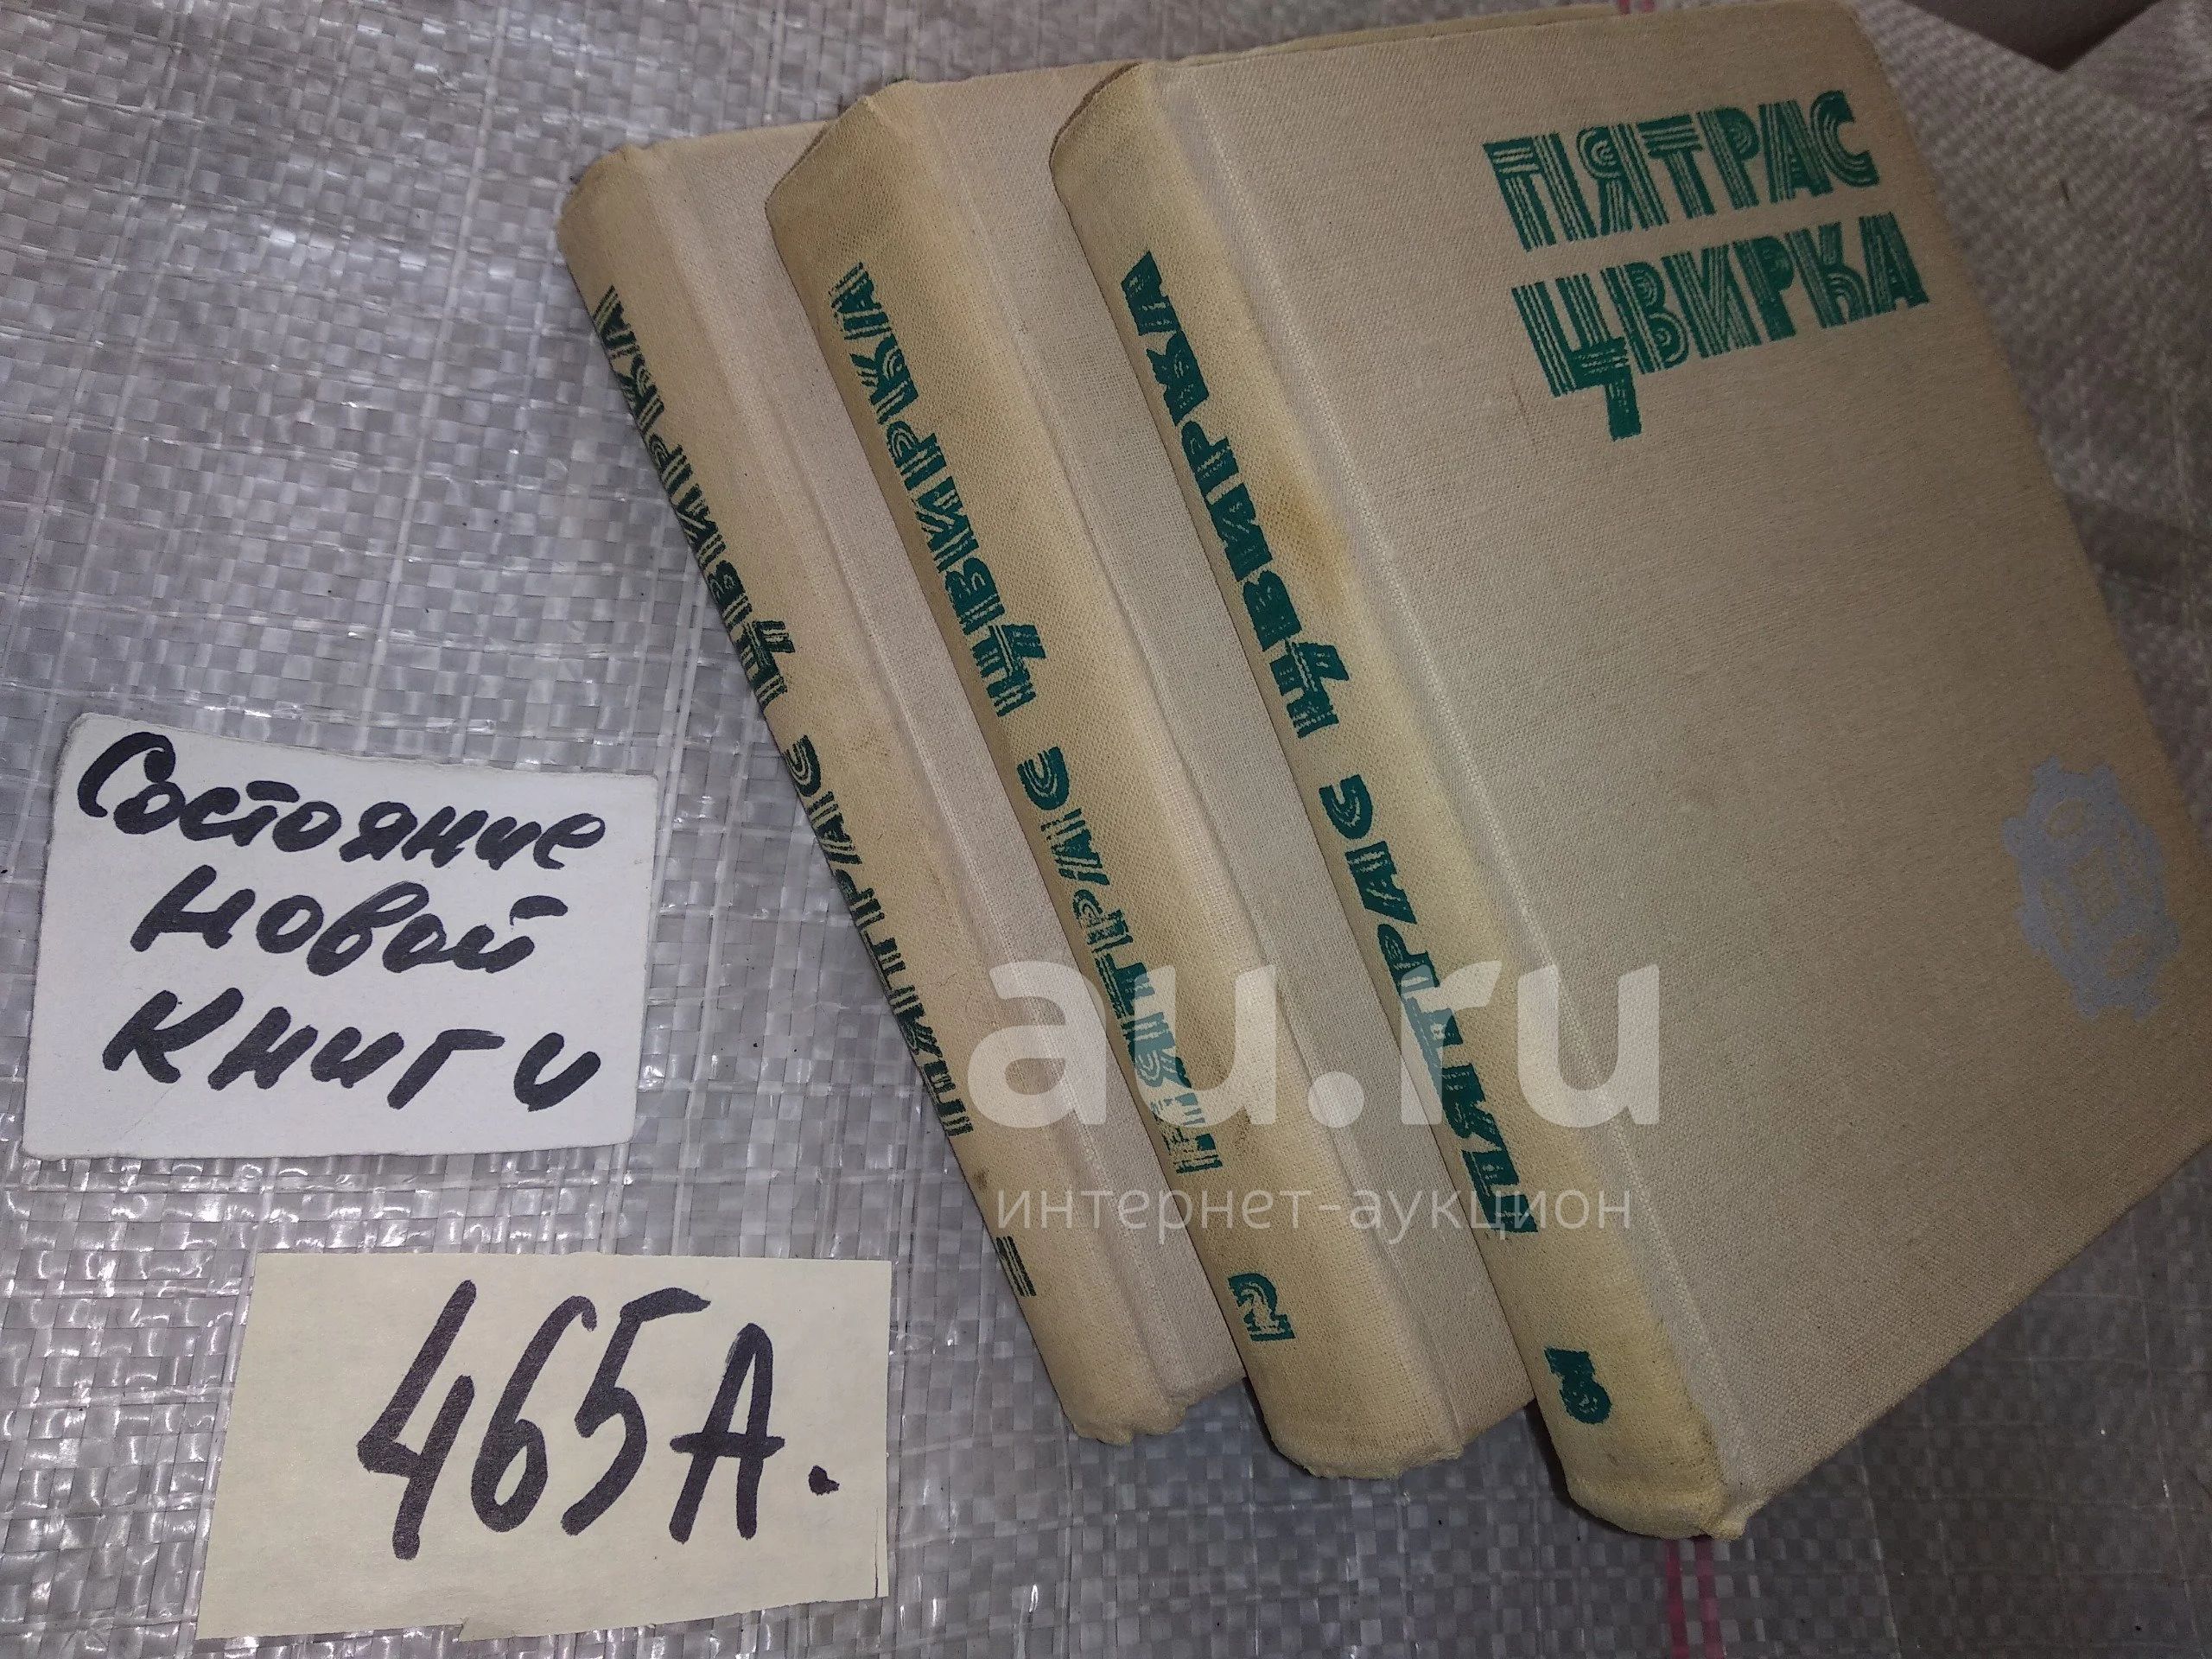 ПЯТРАС
ЦВИРКА
ПЯТРАС ЦВИРКА
1
ПЯТРАС ЦВИРКА
2
ПЯТРАС ЦВИРКА
3
Состояние
новой
книги
465А.
au.ru
интернет-аукцион